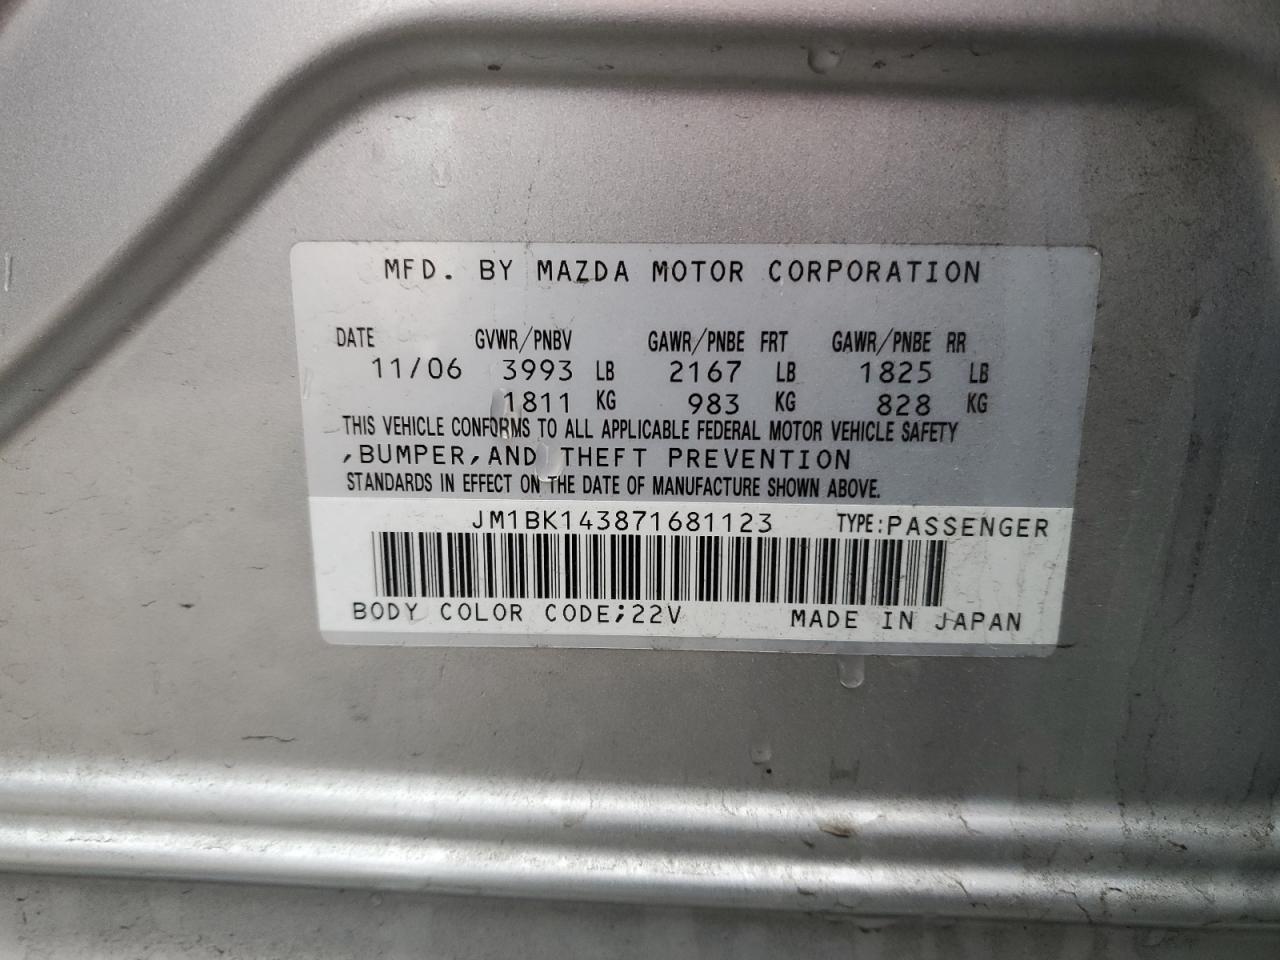 MFD. BY MAZDA MOTOR CORPORATION
DATE GVWR/PNBV GAWR/PNBE FRT GAWR/PNBE RR
11/06 3993 LB 2167 LB 1825 LB
1811 KG 983 KG 828 KG
THIS VEHICLE CONFORMS TO ALL APPLICABLE FEDERAL MOTOR VEHICLE SAFETY
,BUMPER,AND THEFT PREVENTION
STANDARDS IN EFFECT ON THE DATE OF MANUFACTURE SHOWN ABOVE.
JM1BK143871681123 TYPE:PASSENGER
BODY COLOR CODE;22V MADE IN JAPAN